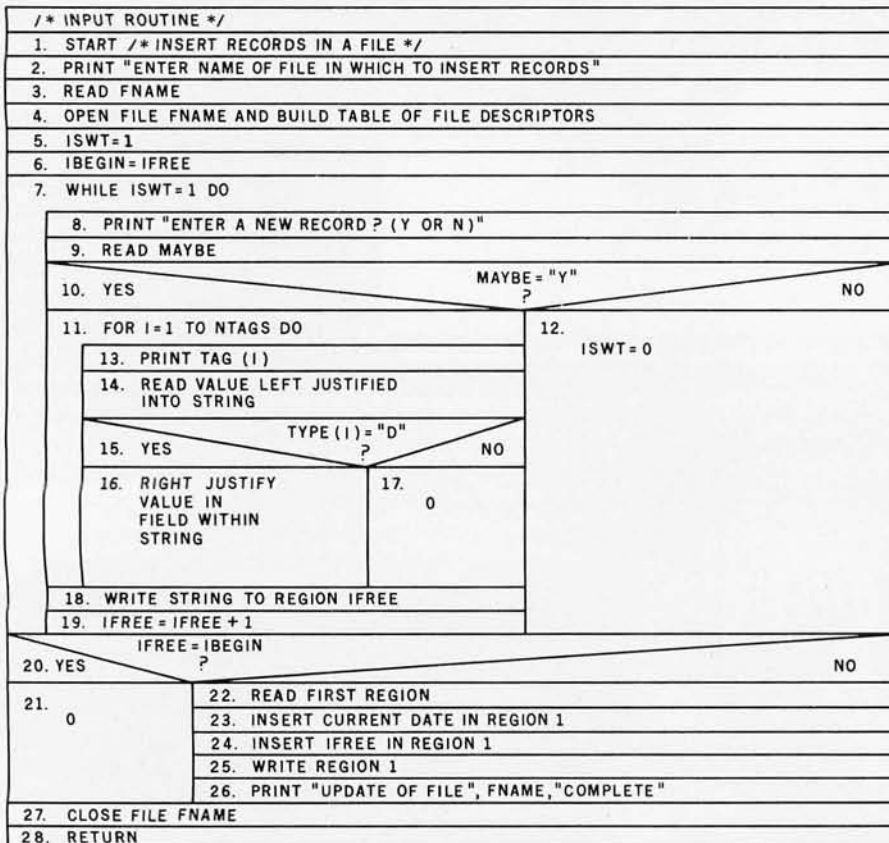 /* INPUT ROUTINE */
1. START /* INSERT RECORDS IN A FILE */
2. PRINT "ENTER NAME OF FILE IN WHICH TO INSERT RECORDS"
3. READ FNAME
4. OPEN FILE FNAME AND BUILD TABLE OF FILE DESCRIPTORS
5. ISWT=1
6. IBEGIN=IFREE
7. WHILE ISWT=1 DO
8. PRINT "ENTER A NEW RECORD? (Y OR N)"
9. READ MAYBE
MAYBE="Y"
?
10. YES
NO
11. FOR I=1 TO NTAGS DO
12.
ISWT=0
13. PRINT TAG (I)
14. READ VALUE LEFT JUSTIFIED
INTO STRING
TYPE(I)="D"
?
15. YES
NO
16. RIGHT JUSTIFY
VALUE IN
FIELD WITHIN
STRING
17.
0
18. WRITE STRING TO REGION IFREE
19. IFREE=IFREE+1
IFREE=IBEGIN
?
20. YES
NO
21.
0
22. READ FIRST REGION
23. INSERT CURRENT DATE IN REGION 1
24. INSERT IFREE IN REGION 1
25. WRITE REGION 1
26. PRINT "UPDATE OF FILE", FNAME,"COMPLETE"
27. CLOSE FILE FNAME
28. RETURN